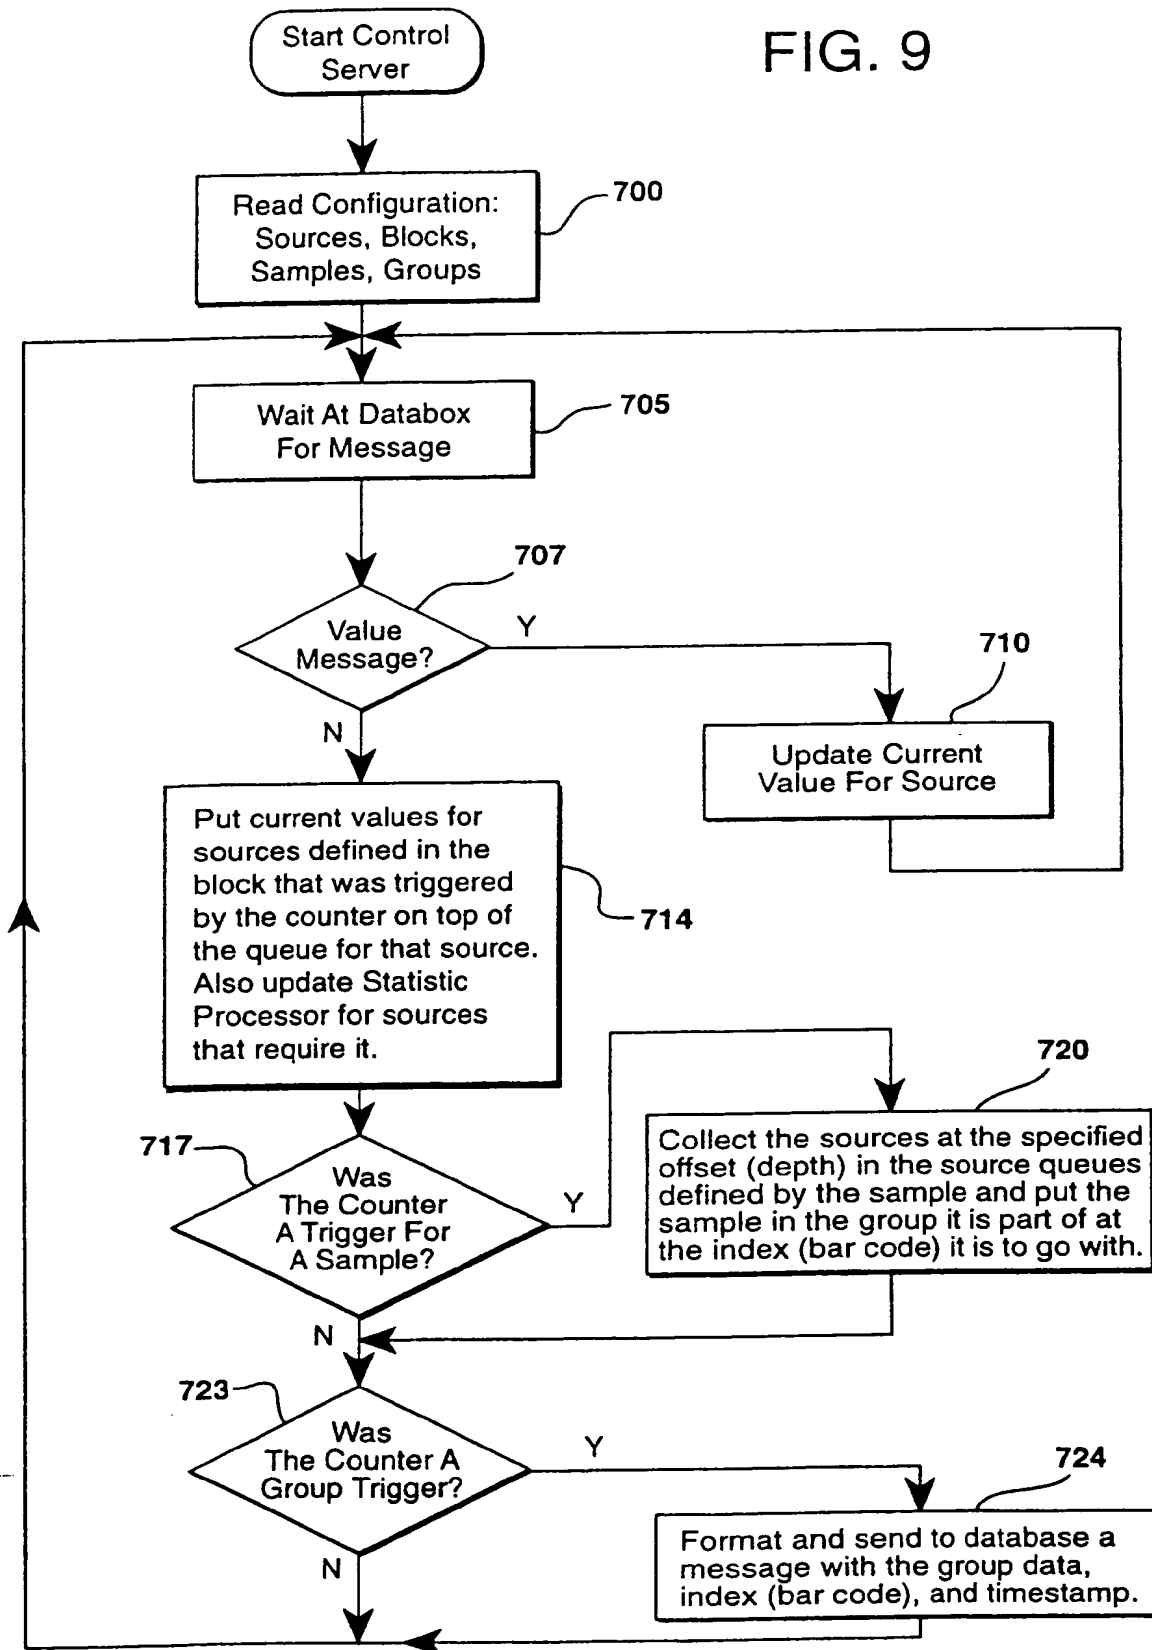 FIG. 9
Start Control
Server
Read Configuration:
Sources, Blocks,
Samples, Groups
700
Wait At Databox
For Message
705
707
Value
Message?
Y
N
710
Update Current
Value For Source
Put current values for
sources defined in the
block that was triggered
by the counter on top of
the queue for that source.
Also update Statistic
Processor for sources
that require it.
714
717
Was
The Counter
A Trigger For
A Sample?
Y
N
720
Collect the sources at the specified
offset (depth) in the source queues
defined by the sample and put the
sample in the group it is part of at
the index (bar code) it is to go with.
723
Was
The Counter A
Group Trigger?
Y
N
724
Format and send to database a
message with the group data,
index (bar code), and timestamp.